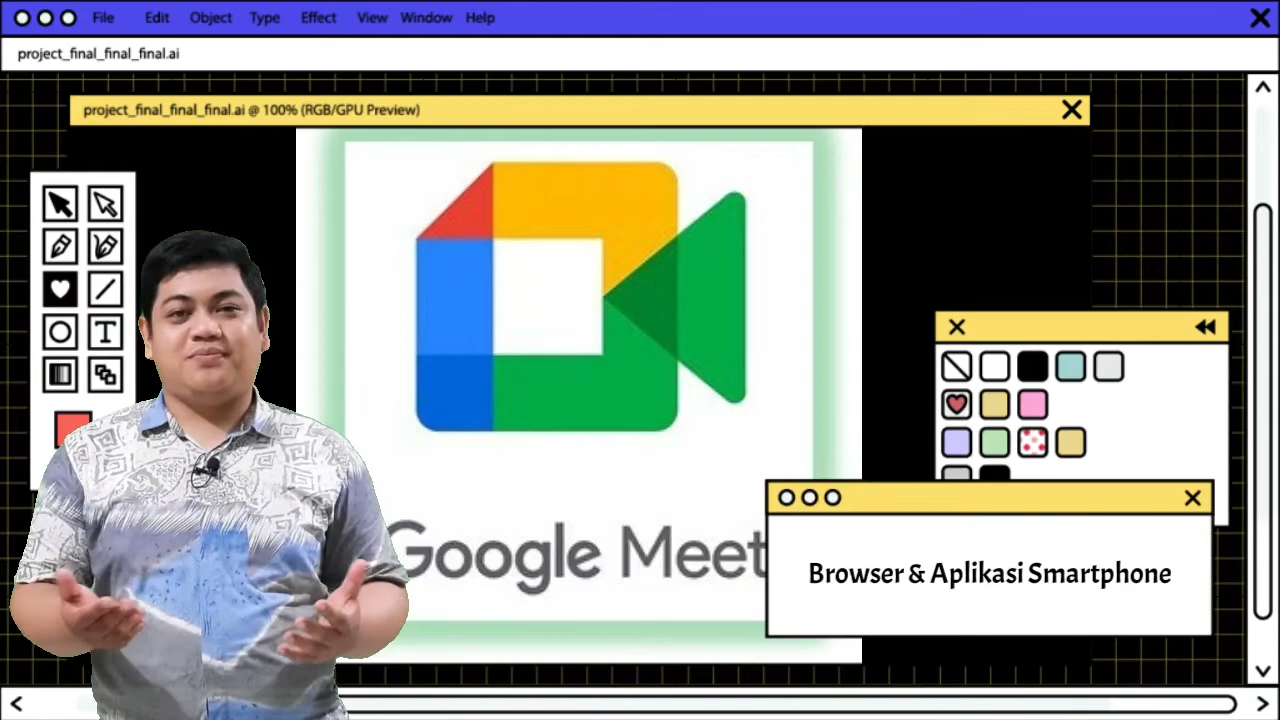 File Edit Object Type Effect View Window Help
project_final_final_final.ai
project_final_final_final.ai @ 100% (RGB/GPU Preview)
T
Google Meet
Browser & Aplikasi Smartphone